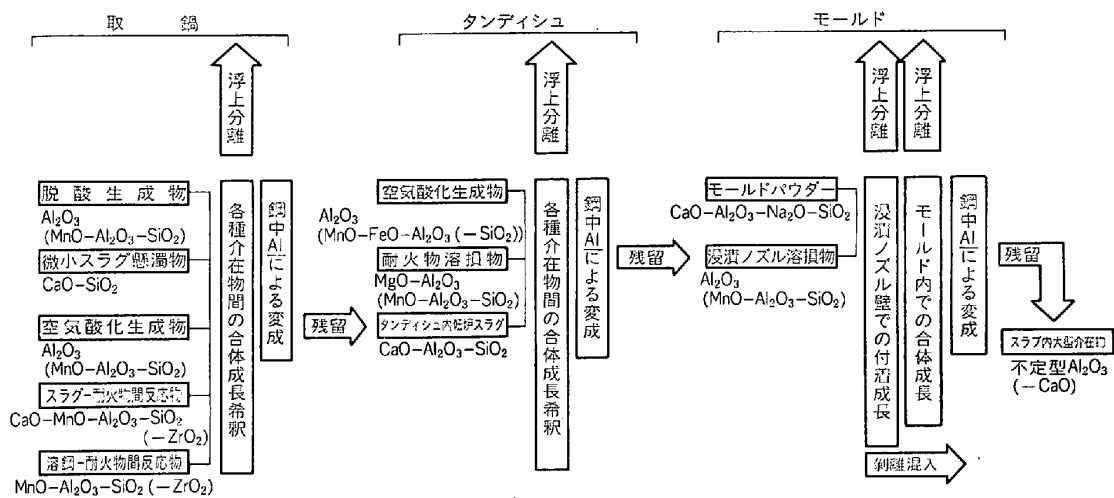 取鍋
タンディシュ
モールド
浮上分離
浮上分離
浮上分離
浮上分離
脱酸生成物
Al₂O₃
(MnO-Al₂O₃-SiO₂)
微小スラグ懸濁物
CaO-SiO₂
空気酸化生成物
Al₂O₃
(MnO-Al₂O₃-SiO₂)
スラグー耐火物間反応物
CaO-MnO-Al₂O₃-SiO₂
(-ZrO₂)
溶鋼-耐火物間反応物
MnO-Al₂O₃-SiO₂(-ZrO₂)
各種介在物間の合体成長希釈
鋼中Alによる変成
残留
空気酸化生成物
Al₂O₃
(MnO-FeO-Al₂O₃(-SiO₂))
耐火物溶損物
MgO-Al₂O₃
(MnO-Al₂O₃-SiO₂)
タンディシュ内転炉スラグ
CaO-Al₂O₃-SiO₂
各種介在物間の合体成長希釈
鋼中Alによる変成
残留
モールドパウダー
CaO-Al₂O₃-Na₂O-SiO₂
浸漬ノズル溶損物
Al₂O₃
(MnO-Al₂O₃-SiO₂)
浸漬ノズル壁での付着成長
モールド内での合体成長
鋼中Alによる変成
剝離混入
残留
スラブ内大型介在物
不定型Al₂O₃
(-CaO)